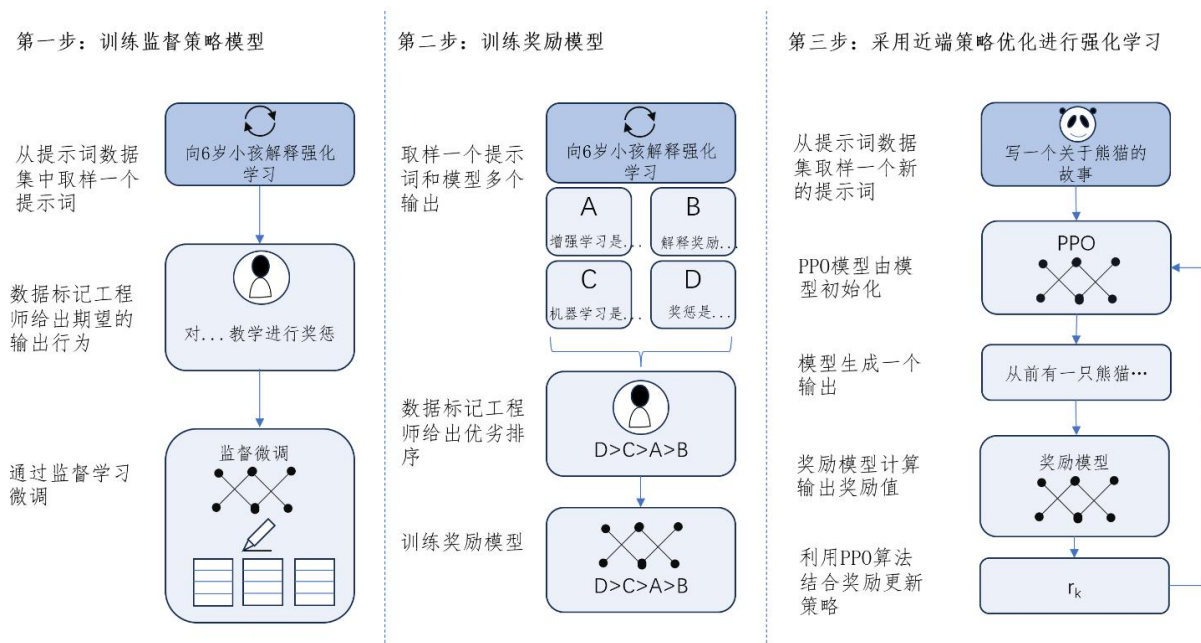 第一步：训练监督策略模型
从提示词数据
集中取样一个
提示词
向6岁小孩解释强化
学习
数据标记工程
师给出期望的
输出行为
对...教学进行奖惩
通过监督学习
微调
监督微调
第二步：训练奖励模型
取样一个提示
词和模型多个
输出
向6岁小孩解释强化
学习
A
增强学习是...
B
解释奖励...
C
机器学习是...
D
奖惩是...
数据标记工程
师给出优劣排
序
D>C>A>B
训练奖励模型
D>C>A>B
第三步：采用近端策略优化进行强化学习
从提示词数据
集取样一个新
的提示词
写一个关于熊猫的
故事
PPO模型由模
型初始化
PPO
模型生成一个
输出
从前有一只熊猫…
奖励模型计算
输出奖励值
奖励模型
利用PPO算法
结合奖励更新
策略
rk